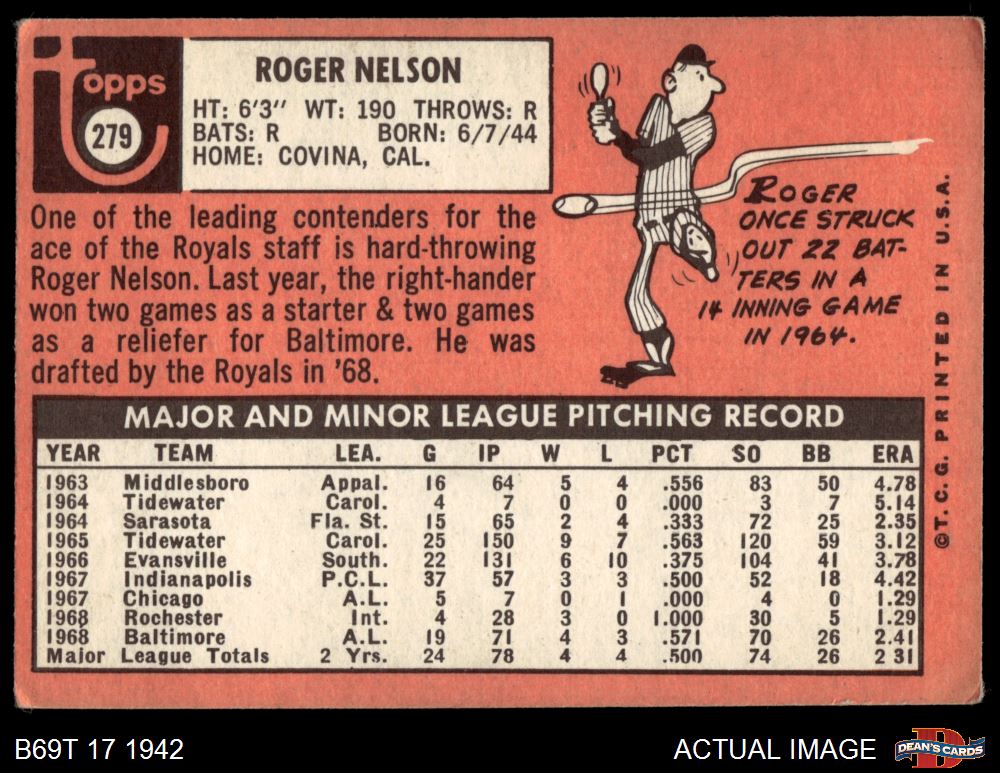 Topps
279
ROGER NELSON
HT: 6'3" WT: 190 THROWS: R
BATS: R BORN: 6/7/44
HOME: COVINA, CAL.
One of the leading contenders for the
ace of the Royals staff is hard-throwing
Roger Nelson. Last year, the right-hander
won two games as a starter & two games
as a reliefer for Baltimore. He was
drafted by the Royals in '68.
ROGER
ONCE STRUCK
OUT 22 BAT-
TERS IN A
14 INNING GAME
IN 1964.
MAJOR AND MINOR LEAGUE PITCHING RECORD
YEAR TEAM LEA. G IP W L PCT SO BB ERA
1963 Middlesboro Appal. 16 64 5 4 .556 83 50 4.78
1964 Tidewater Carol. 4 7 0 0 .000 3 7 5.14
1964 Sarasota Fla. St. 15 65 2 4 .333 72 25 2.35
1965 Tidewater Carol. 25 150 9 7 .563 120 59 3.12
1966 Evansville South. 22 131 6 10 .375 104 41 3.78
1967 Indianapolis P.C.L. 37 57 3 3 .500 52 18 4.42
1967 Chicago A.L. 5 7 0 1 .000 4 0 1.29
1968 Rochester Int. 4 28 3 0 1.000 30 5 1.29
1968 Baltimore A.L. 19 71 4 3 .571 70 26 2.41
Major League Totals 2 Yrs. 24 78 4 4 .500 74 26 2 31
©T. C. G. PRINTED IN U.S.A.
B69T 17 1942
ACTUAL IMAGE
D
DEAN'S CARDS